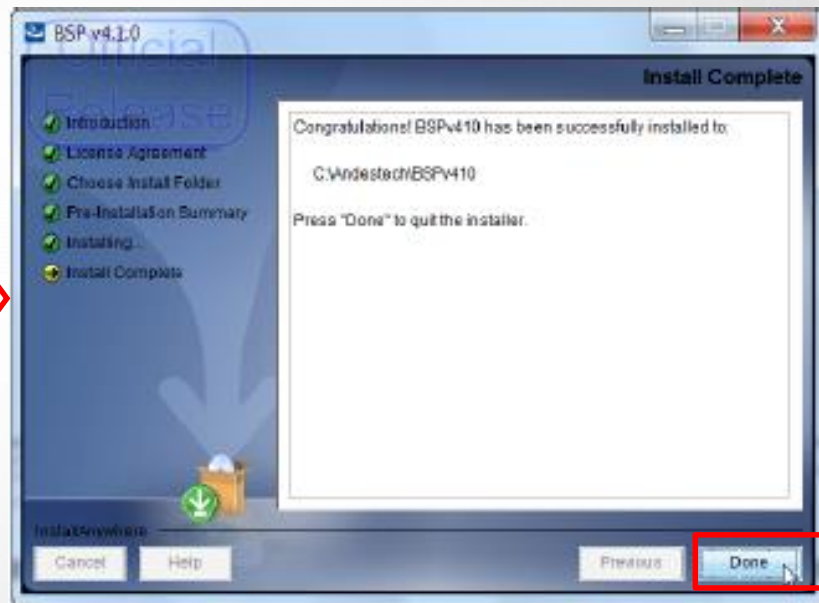 BSP v4.1.0
Official
Release
Install Complete
Introduction
License Agreement
Choose Install Folder
Pre-Installation Summary
Installing...
Install Complete
Congratulations! BSPv410 has been successfully installed to:
C:\Andestech\BSPv410
Press "Done" to quit the installer.
InstallAnywhere
Cancel
Help
Previous
Done